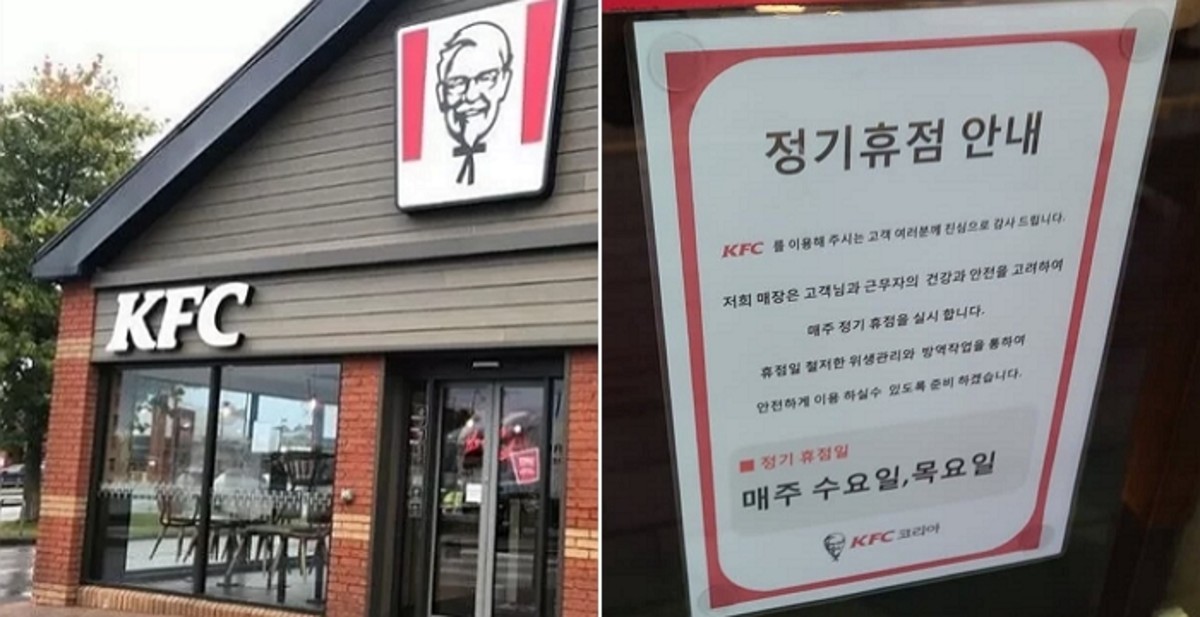 KFC
정기휴점 안내
KFC 를 이용해 주시는 고객 여러분께 진심으로 감사 드립니다.
저희 매장은 고객님과 근무자의 건강과 안전을 고려하여
매주 정기 휴점을 실시 합니다.
휴점일 철저한 위생관리와 방역작업을 통하여
안전하게 이용 하실수 있도록 준비 하겠습니다.
■ 정기 휴점일
매주 수요일,목요일
KFC 코리아